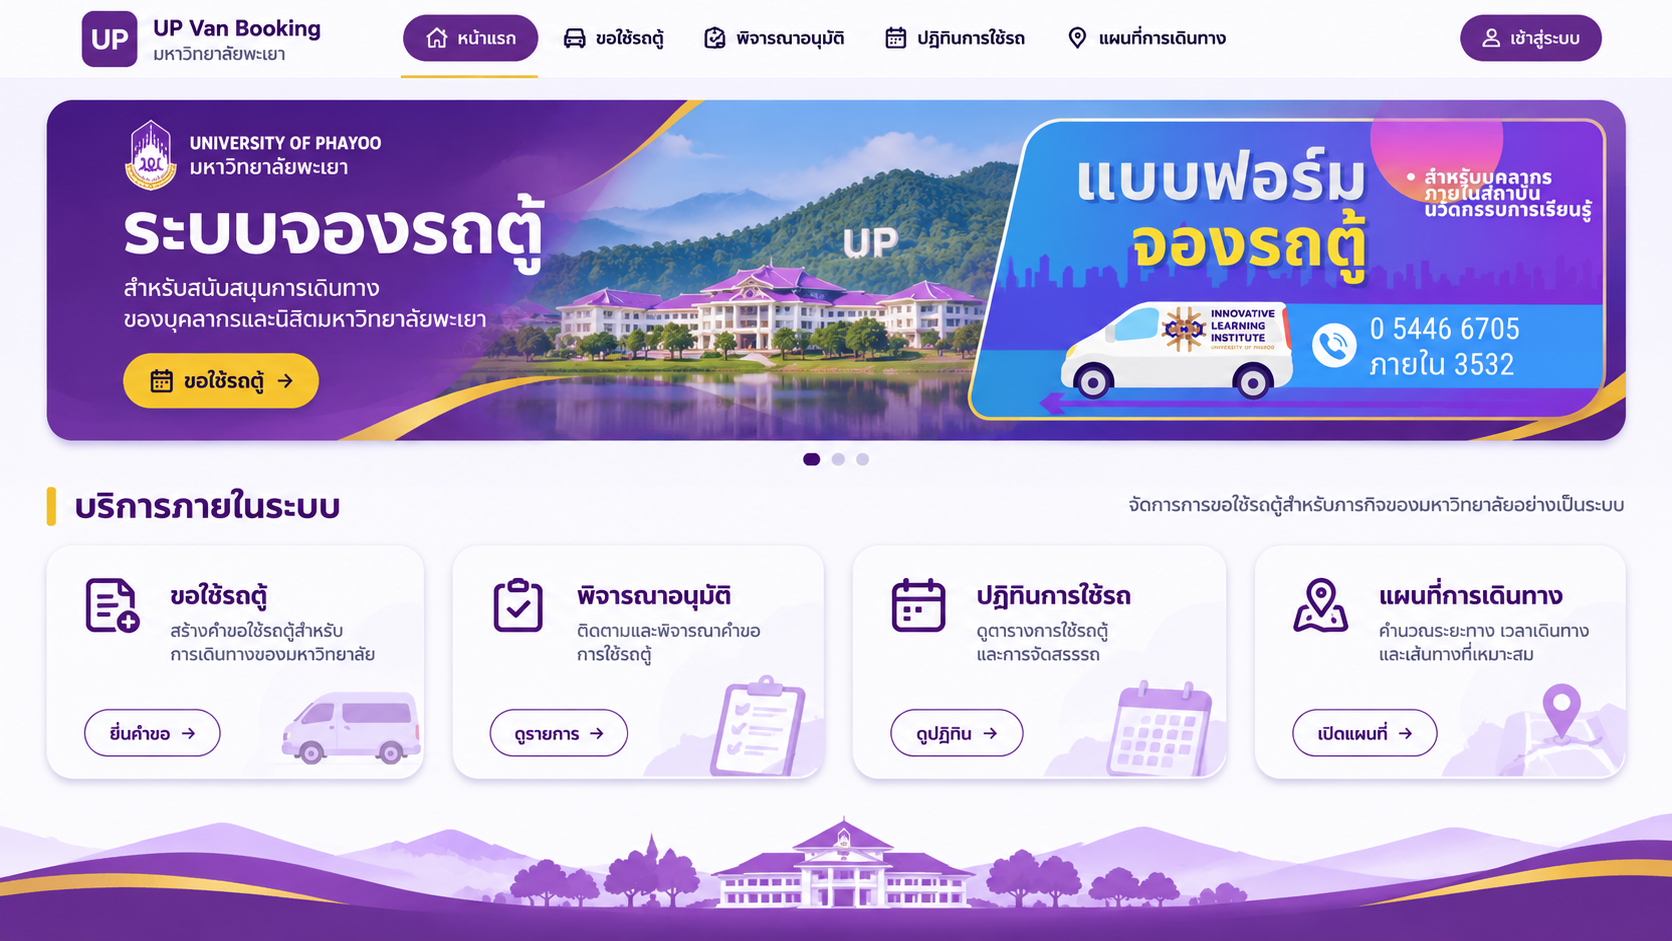 UP
UP Van Booking
มหาวิทยาลัยพะเยา
หน้าแรก
ขอใช้รถตู้
พิจารณาอนุมัติ
ปฏิทินการใช้รถ
แผนที่การเดินทาง
เข้าสู่ระบบ
UNIVERSITY OF PHAYOO
มหาวิทยาลัยพะเยา
ระบบจองรถตู้
สำหรับสนับสนุนการเดินทาง
ของบุคลากรและนิสิตมหาวิทยาลัยพะเยา
ขอใช้รถตู้
UP
แบบฟอร์ม
จองรถตู้
• สำหรับบุคลากร
ภายในสถาบัน
นวัตกรรมการเรียนรู้
INNOVATIVE
LEARNING
INSTITUTE
UNIVERSITY OF PHAYOO
0 5446 6705
ภายใน 3532
บริการภายในระบบ
จัดการการขอใช้รถตู้สำหรับภารกิจของมหาวิทยาลัยอย่างเป็นระบบ
ขอใช้รถตู้
สร้างคำขอใช้รถตู้สำหรับ
การเดินทางของมหาวิทยาลัย
ยื่นคำขอ
พิจารณาอนุมัติ
ติดตามและพิจารณาคำขอ
การใช้รถตู้
ดูรายการ
ปฏิทินการใช้รถ
ดูตารางการใช้รถตู้
และการจัดสรรรถ
ดูปฏิทิน
แผนที่การเดินทาง
คำนวณระยะทาง เวลาเดินทาง
และเส้นทางที่เหมาะสม
เปิดแผนที่